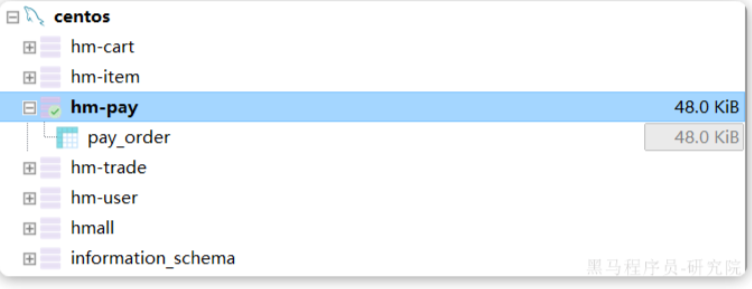 centos
hm-cart
hm-item
hm-pay 48.0 KiB
pay_order 48.0 KiB
hm-trade
hm-user
hmall
information_schema
黑马程序员-研究院